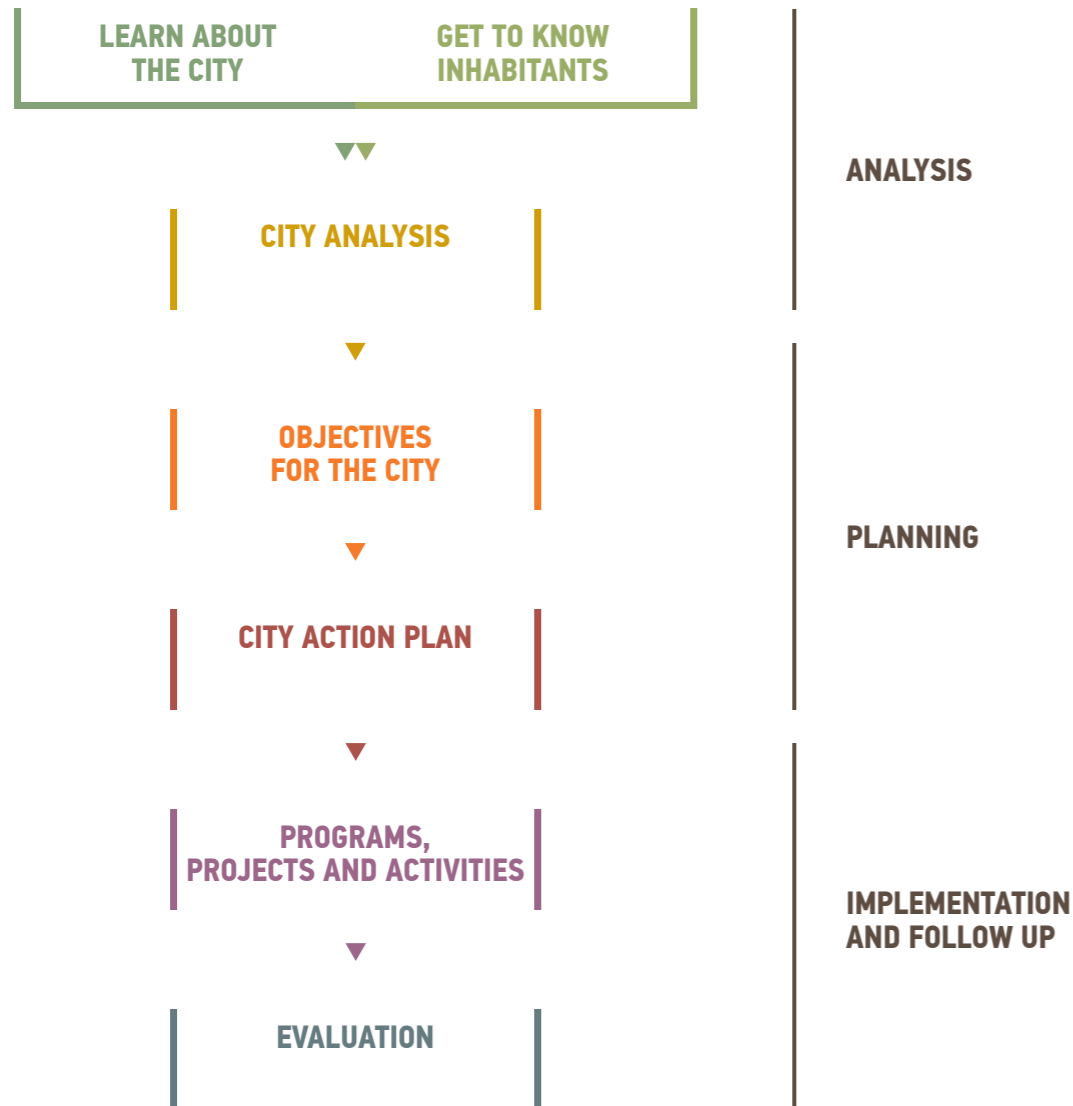 LEARN ABOUT
THE CITY
GET TO KNOW
INHABITANTS
ANALYSIS
CITY ANALYSIS
OBJECTIVES
FOR THE CITY
PLANNING
CITY ACTION PLAN
PROGRAMS,
PROJECTS AND ACTIVITIES
IMPLEMENTATION
AND FOLLOW UP
EVALUATION